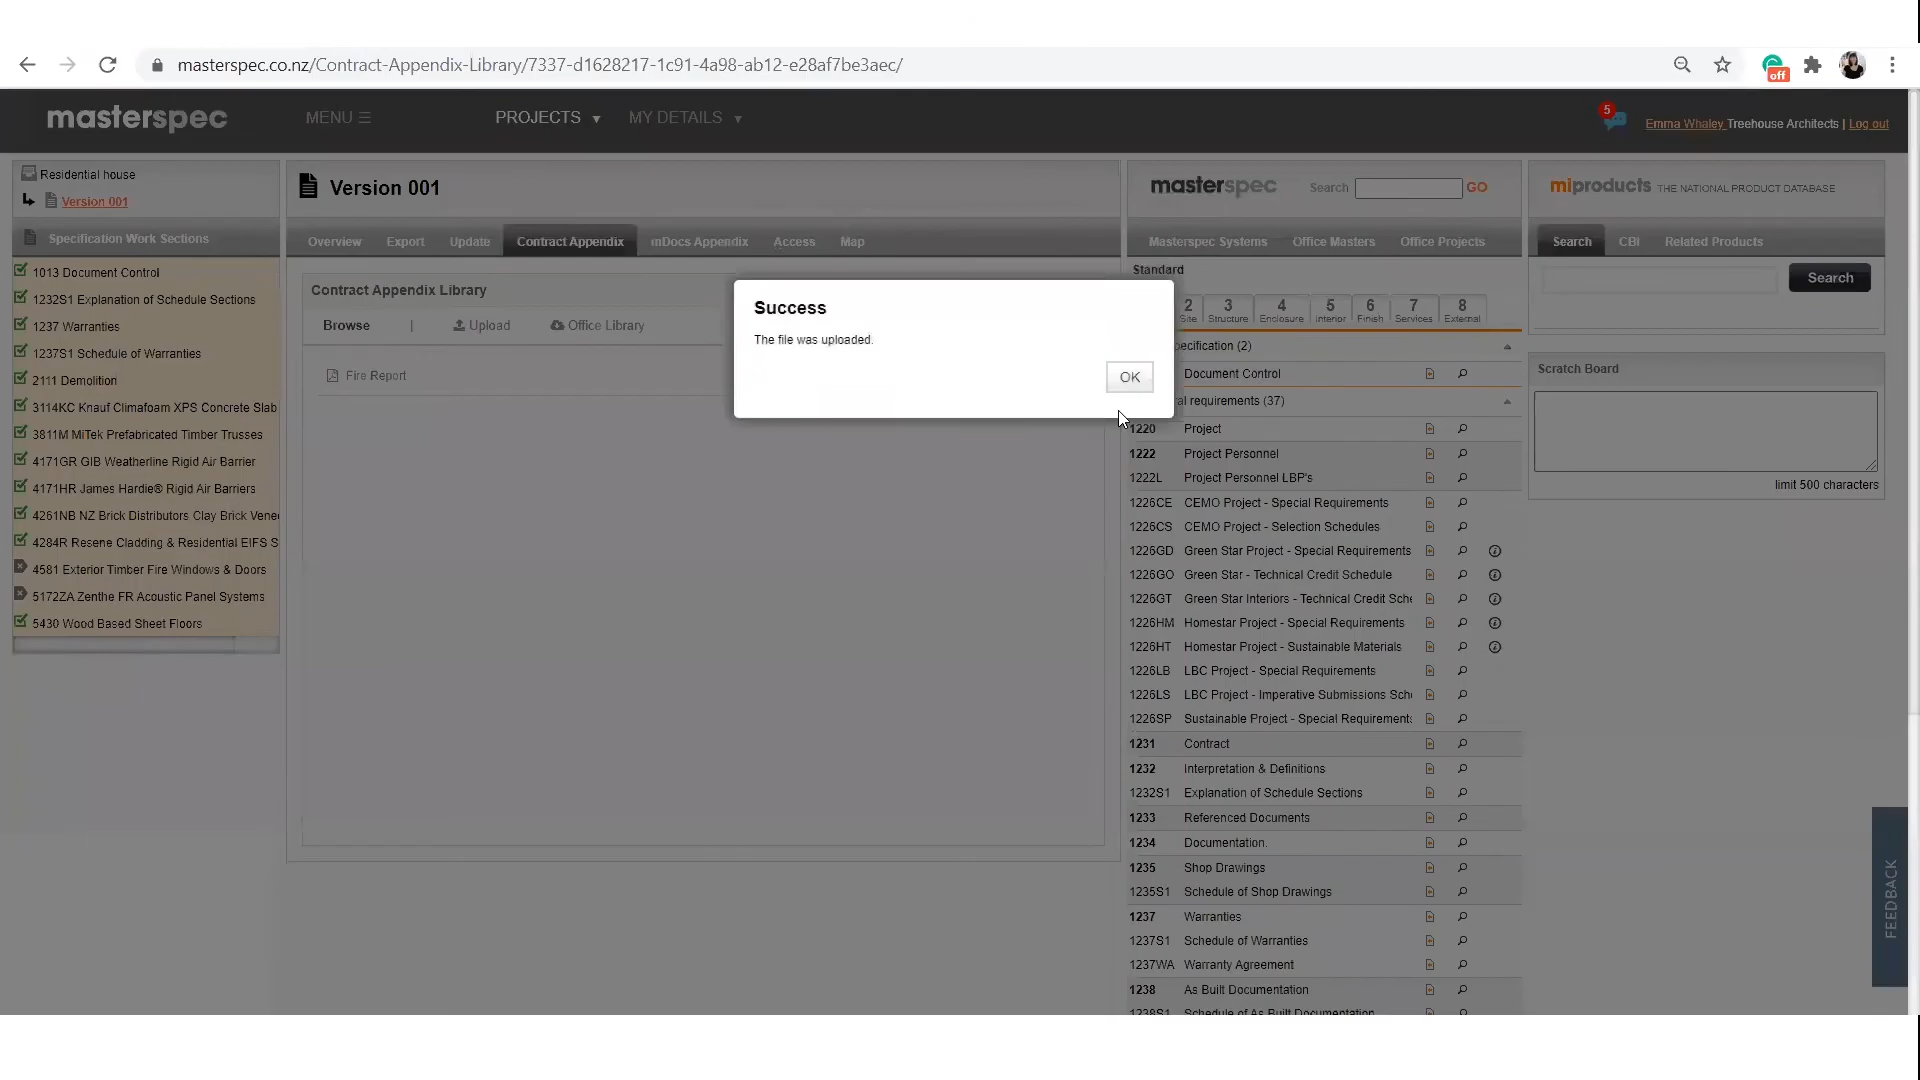 masterspec.co.nz/Contract-Appendix-Library/7337-d1628217-1c91-4a98-ab12-e28af7be3aec/
off
masterspec
MENU
PROJECTS
MY DETAILS
5
Emma Whaley Treehouse Architects | Log out
Residential house
Version 001
Specification Work Sections
1013 Document Control
1232S1 Explanation of Schedule Sections
1237 Warranties
1237S1 Schedule of Warranties
2111 Demolition
3114KC Knauf Climafoam XPS Concrete Slab
3811M MiTek Prefabricated Timber Trusses
4171GR GIB Weatherline Rigid Air Barrier
4171HR James Hardie® Rigid Air Barriers
4261NB NZ Brick Distributors Clay Brick Vene
4284R Resene Cladding & Residential EIFS S
4581 Exterior Timber Fire Windows & Doors
5172ZA Zenthe FR Acoustic Panel Systems
5430 Wood Based Sheet Floors
Version 001
Overview Export Update Contract Appendix mDocs Appendix Access Map
Contract Appendix Library
Browse | Upload Office Library
Fire Report
Success
The file was uploaded.
OK
masterspec Search GO
Masterspec Systems Office Masters Office Projects
Standard
2 3 4 5 6 7 8
Site Structure Enclosure Interior Finish Services External
ecification (2)
Document Control
al requirements (37)
1220 Project
1222 Project Personnel
1222L Project Personnel LBP's
1226CE CEMO Project - Special Requirements
1226CS CEMO Project - Selection Schedules
1226GD Green Star Project - Special Requirements
1226GO Green Star - Technical Credit Schedule
1226GT Green Star Interiors - Technical Credit Sche
1226HM Homestar Project - Special Requirements
1226HT Homestar Project - Sustainable Materials
1226LB LBC Project - Special Requirements
1226LS LBC Project - Imperative Submissions Sch
1226SP Sustainable Project - Special Requirements
1231 Contract
1232 Interpretation & Definitions
1232S1 Explanation of Schedule Sections
1233 Referenced Documents
1234 Documentation.
1235 Shop Drawings
1235S1 Schedule of Shop Drawings
1237 Warranties
1237S1 Schedule of Warranties
1237WA Warranty Agreement
1238 As Built Documentation
1238S1 Schedule of As Built Documentation
miproducts THE NATIONAL PRODUCT DATABASE
Search CBI Related Products
Search
Scratch Board
limit 500 characters
FEEDBACK